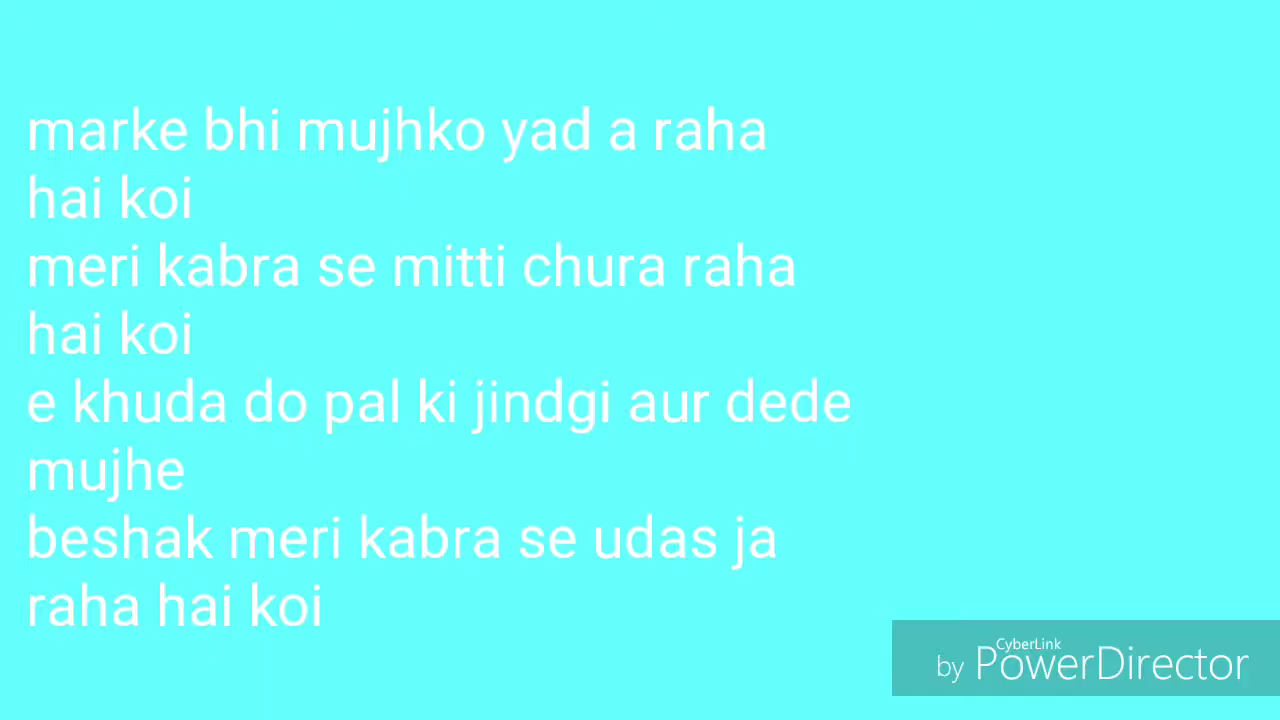 marke bhi mujhko yad a raha
hai koi
meri kabra se mitti chura raha
hai koi
e khuda do pal ki jindgi aur dede
mujhe
beshak meri kabra se udas ja
raha hai koi
CyberLink
by PowerDirector